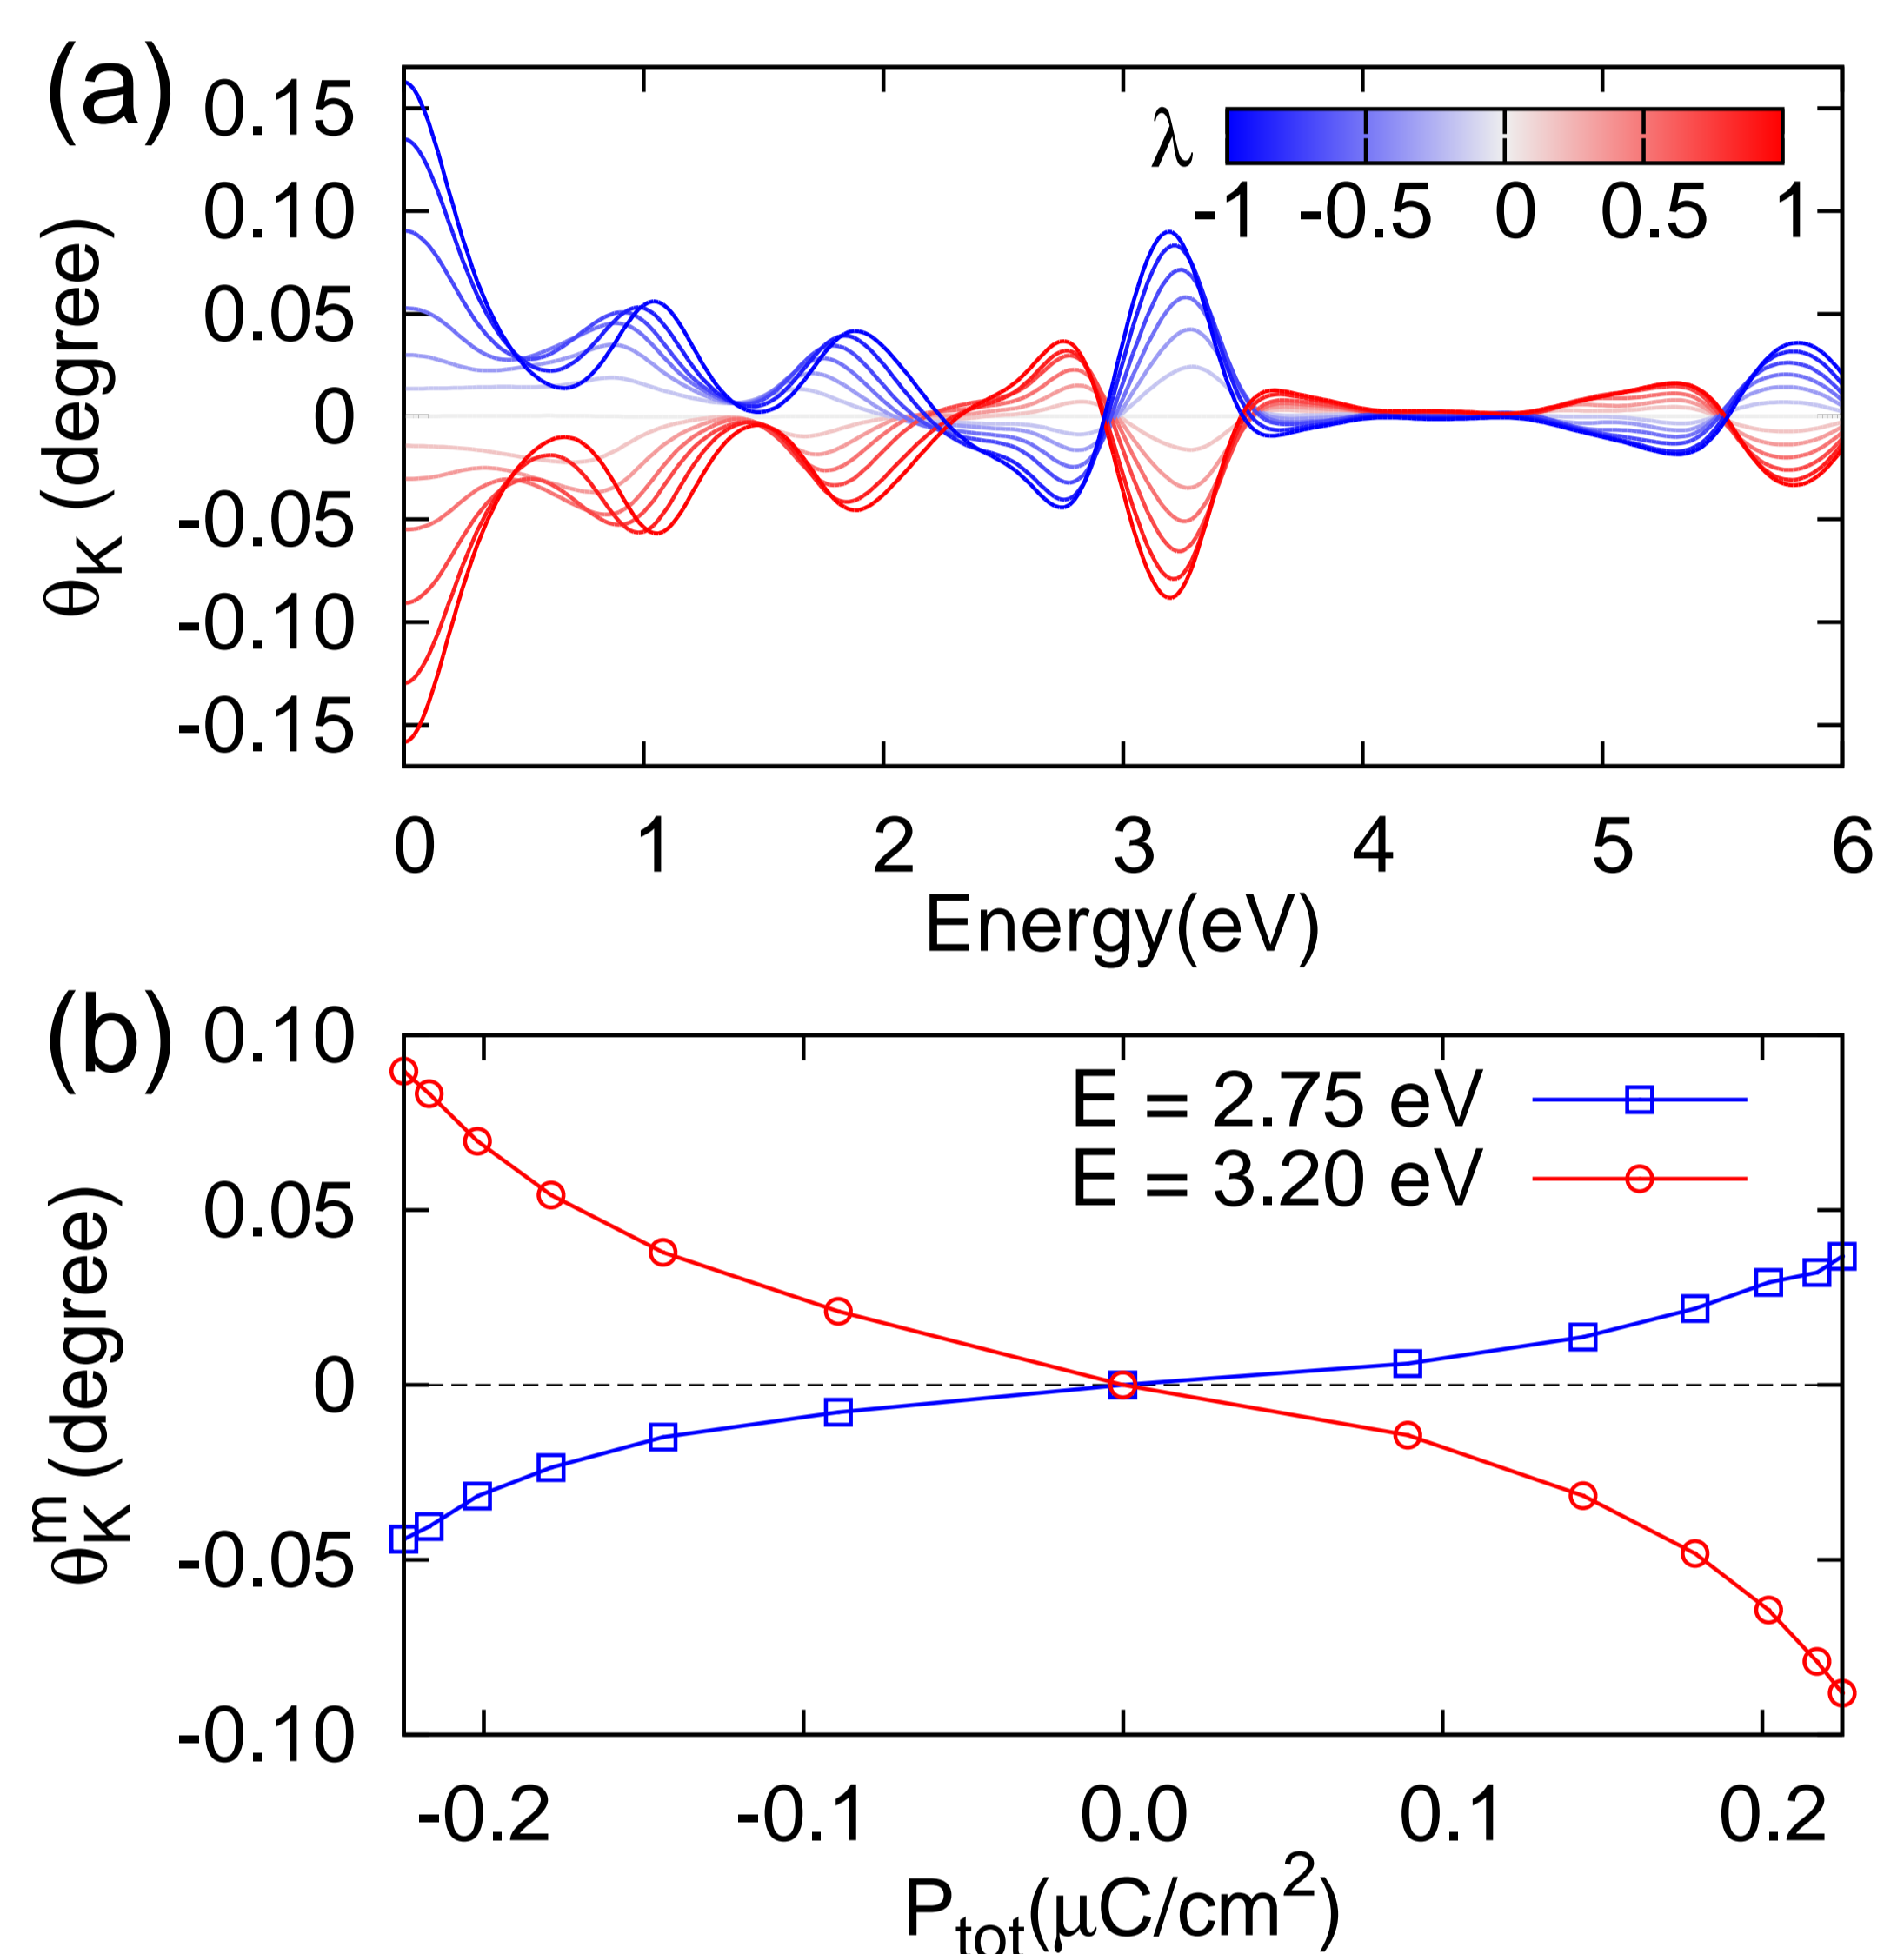 (a)
0.15
0.10
0.05
0
-0.05
-0.10
-0.15
θK (degree)
λ
-1 -0.5 0 0.5 1
0 1 2 3 4 5 6
Energy(eV)
(b)
0.10
0.05
0
-0.05
-0.10
θK^m (degree)
E = 2.75 eV
E = 3.20 eV
-0.2 -0.1 0.0 0.1 0.2
Ptot(μC/cm²)